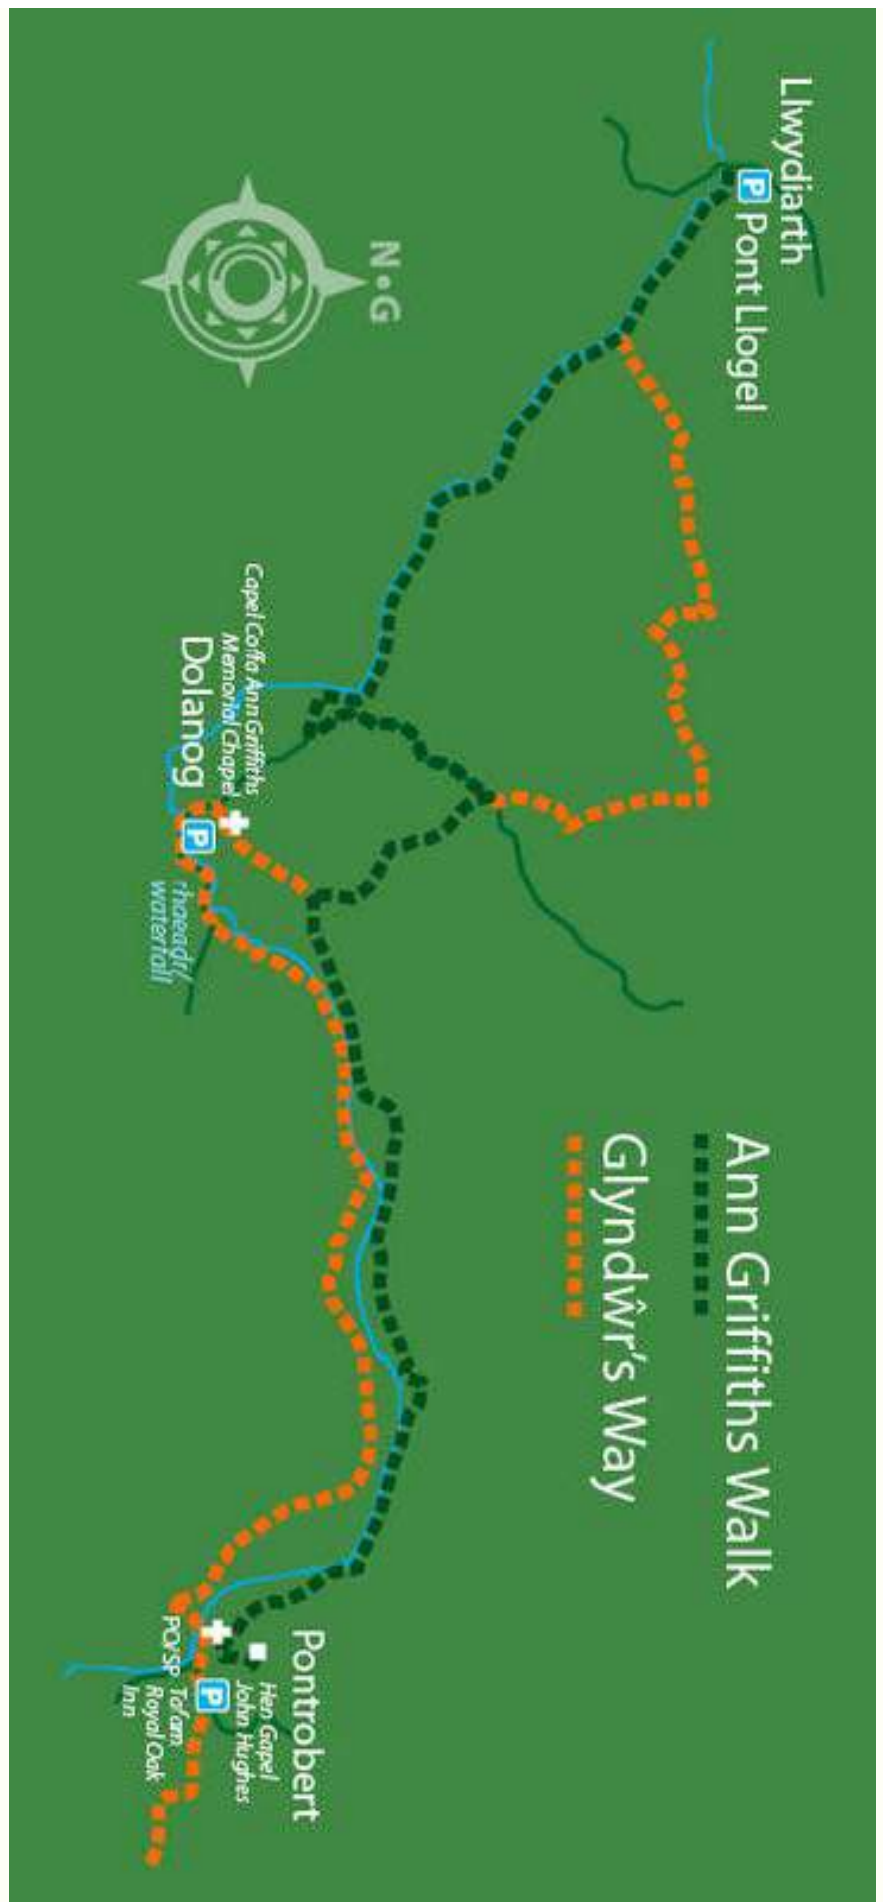 Llwydiarth
P
Pont Llogel
N•G
Capel Coffa Ann Griffiths
Memorial Chapel
Dolanog
P
rhaeadr/
waterfall
Ann Griffiths Walk
Glyndŵr's Way
Pontrobert
Hen Gapel
John Hughes
P
PO/SP
Tafarn
Royal Oak
Inn